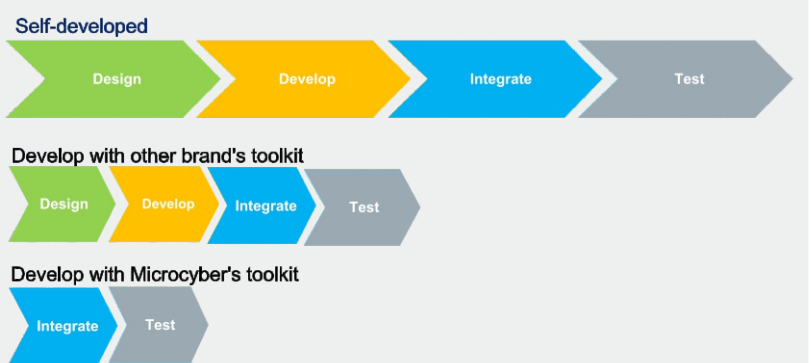 Self-developed
Design Develop Integrate Test
Develop with other brand's toolkit
Design Develop Integrate Test
Develop with Microcyber's toolkit
Integrate Test